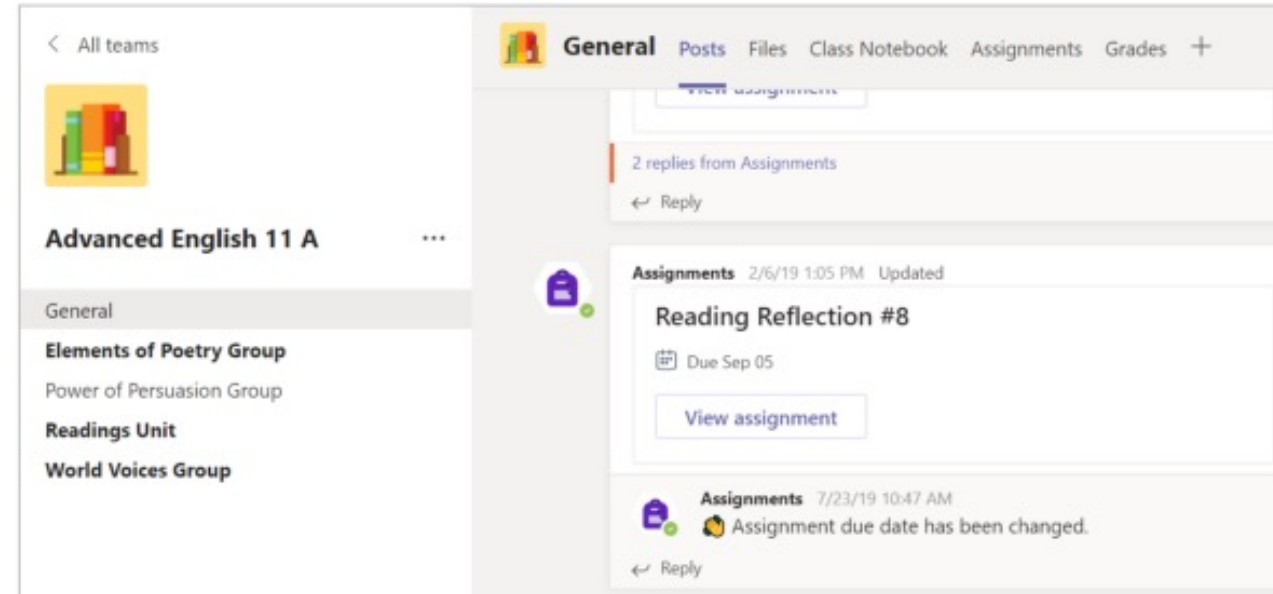 All teams
Advanced English 11 A
General
Elements of Poetry Group
Power of Persuasion Group
Readings Unit
World Voices Group
General Posts Files Class Notebook Assignments Grades
View assignment
2 replies from Assignments
Reply
Assignments 2/6/19 1:05 PM Updated
Reading Reflection #8
Due Sep 05
View assignment
Assignments 7/23/19 10:47 AM
Assignment due date has been changed.
Reply